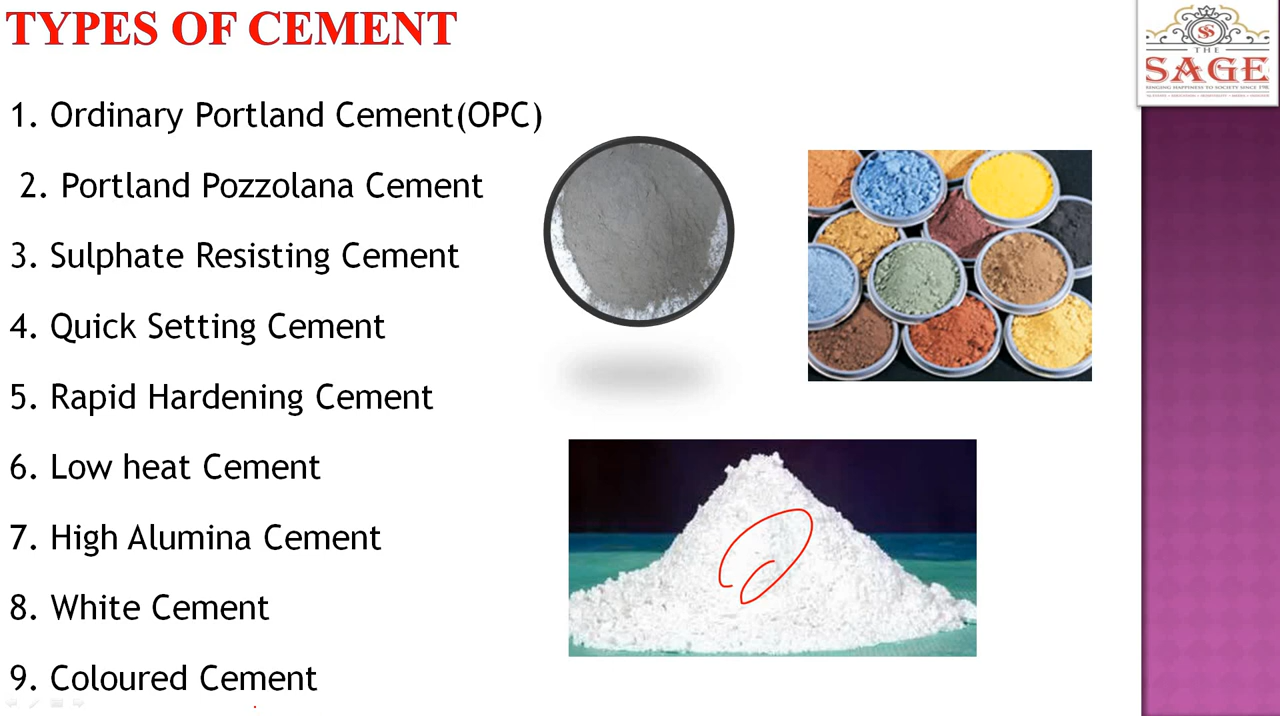 TYPES OF CEMENT
1. Ordinary Portland Cement(OPC)
2. Portland Pozzolana Cement
3. Sulphate Resisting Cement
4. Quick Setting Cement
5. Rapid Hardening Cement
6. Low heat Cement
7. High Alumina Cement
8. White Cement
9. Coloured Cement
THE
SAGE